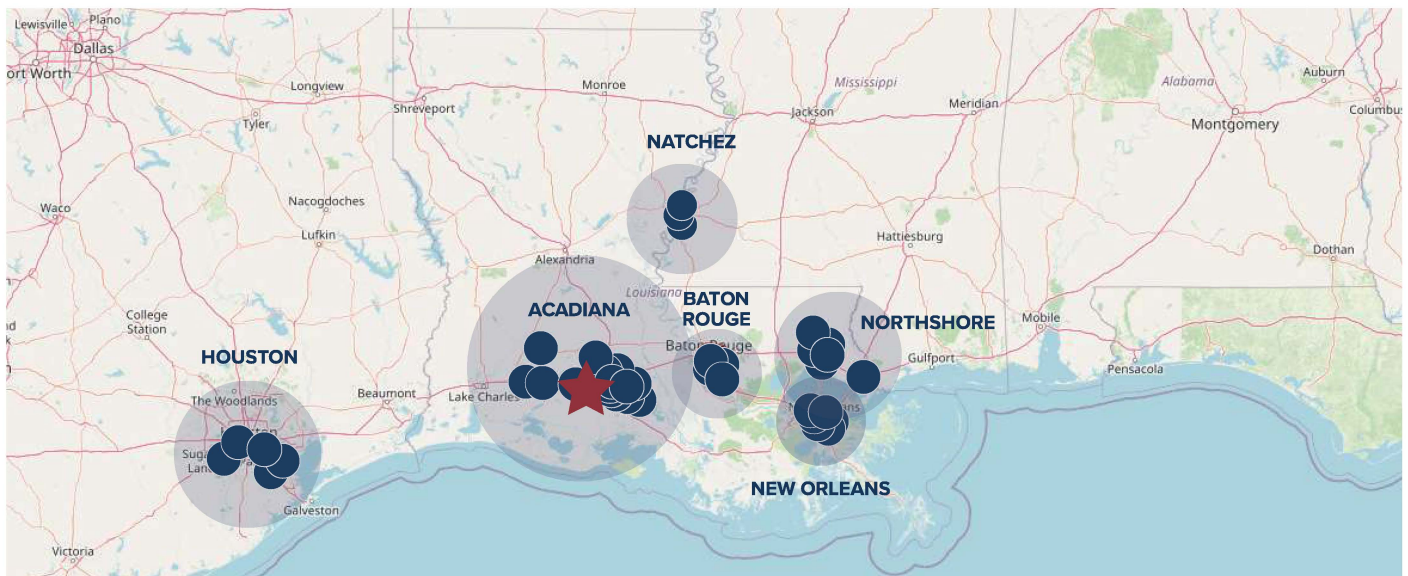 Lewisville
Plano
Dallas
ort Worth
Longview
Tyler
Shreveport
Monroe
Mississippi
Jackson
Meridian
Alabama
Auburn
Columbus
Montgomery
NATCHEZ
Waco
Nacogdoches
Lufkin
Alexandria
Hattiesburg
Dothan
Louisiana
ACADIANA
BATON
ROUGE
NORTHSHORE
College
Station
Baton Rouge
Mobile
HOUSTON
Gulfport
Pensacola
The Woodlands
Beaumont
Lake Charles
NEW ORLEANS
Galveston
Victoria